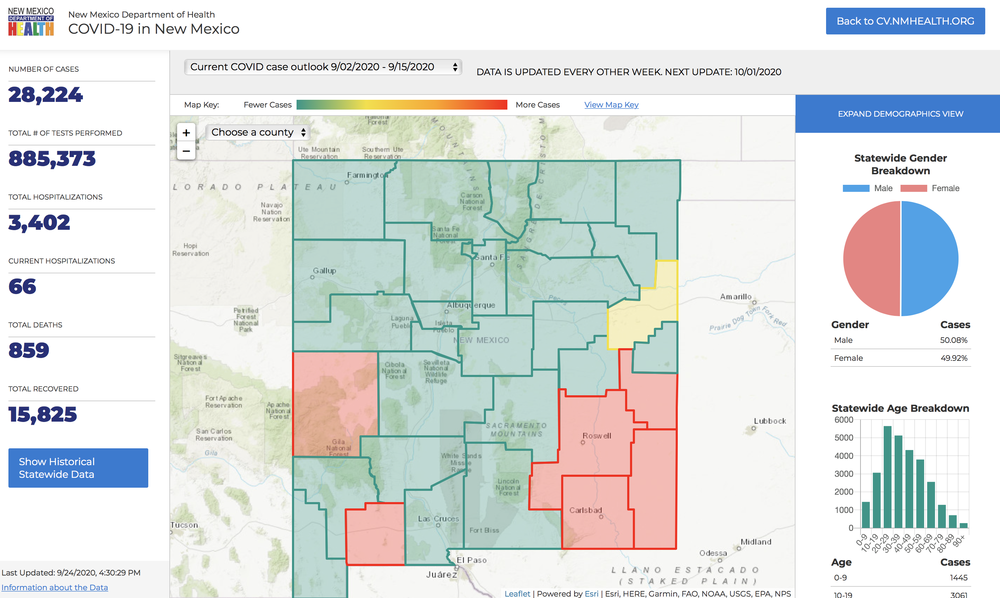 NEW MEXICO
DEPARTMENT OF
HEALTH
New Mexico Department of Health
COVID-19 in New Mexico
Back to CV.NMHEALTH.ORG
NUMBER OF CASES
28,224
TOTAL # OF TESTS PERFORMED
885,373
TOTAL HOSPITALIZATIONS
3,402
CURRENT HOSPITALIZATIONS
66
TOTAL DEATHS
859
TOTAL RECOVERED
15,825
Show Historical
Statewide Data
Last Updated: 9/24/2020, 4:30:29 PM
Information about the Data
Current COVID case outlook 9/02/2020 - 9/15/2020
DATA IS UPDATED EVERY OTHER WEEK. NEXT UPDATE: 10/01/2020
Map Key:
Fewer Cases
More Cases
View Map Key
+
−
Choose a county
National
Forest
Ute Mountain
Reservation
Southern Ute
Reservation
Farmington
Carson
National
Forest
Navajo
Nation
Reservation
Santa Fe
National
Forest
Hopi
Reservation
Santa Fe
Gallup
Pecos
Amarillo
Albuquerque
Petrified
Forest
National
Park
Laguna
Pueblo
Isleta
Pueblo
Prairie Dog Town Fork Red
NEW MEXICO
Sitgreaves
National
Forest
Cibola
National
Forest
Sevilleta
National
Wildlife
Refuge
Fort Apache
Reservation
Apache
National
Forest
SACRAMENTO
MOUNTAINS
Lubbock
San Carlos
Reservation
Roswell
Gila
National
Forest
Gila
White Sands
Missile
Range
Lincoln
National
Forest
Carlsbad
Las Cruces
Tucson
Fort Bliss
Midland
Odessa
El Paso
Juárez
LLANO ESTACADO
(STAKED PLAIN)
Leaflet | Powered by Esri | Esri, HERE, Garmin, FAO, NOAA, USGS, EPA, NPS
EXPAND DEMOGRAPHICS VIEW
Statewide Gender
Breakdown
Male
Female
Gender Cases
Male 50.08%
Female 49.92%
Statewide Age Breakdown
6000
5000
4000
3000
2000
1000
0
0-9
10-19
20-29
30-39
40-49
50-59
60-69
70-79
80-89
90+
Age Cases
0-9 1445
10-19 3061